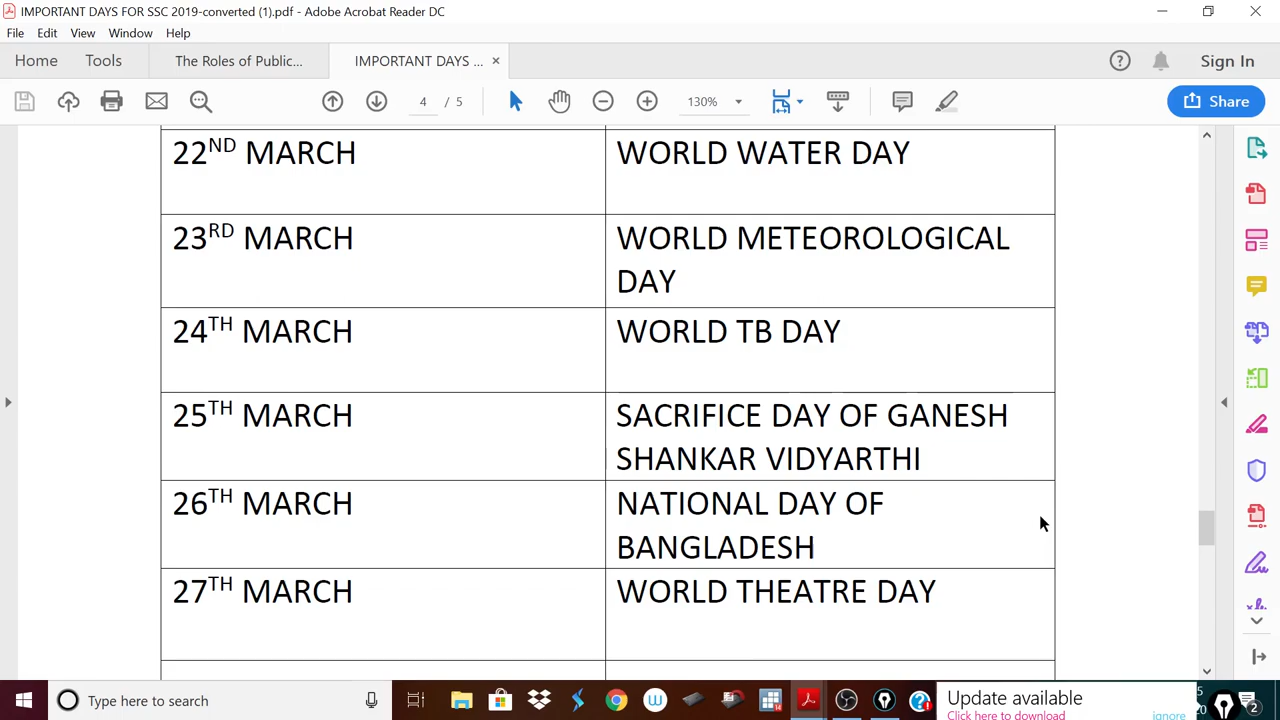 IMPORTANT DAYS FOR SSC 2019-converted (1).pdf - Adobe Acrobat Reader DC
File Edit View Window Help
Home Tools The Roles of Public... IMPORTANT DAYS ... × Sign In
4 / 5 130% Share
22ND MARCH WORLD WATER DAY
23RD MARCH WORLD METEOROLOGICAL
DAY
24TH MARCH WORLD TB DAY
25TH MARCH SACRIFICE DAY OF GANESH
SHANKAR VIDYARTHI
26TH MARCH NATIONAL DAY OF
BANGLADESH
27TH MARCH WORLD THEATRE DAY
Type here to search
Update available
Click here to download ignore
2